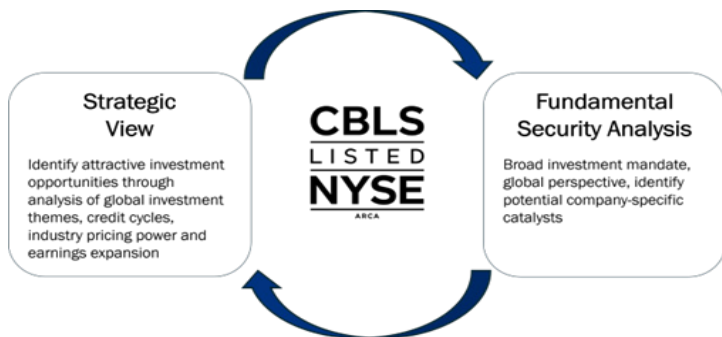 Strategic
View
Identify attractive investment
opportunities through
analysis of global investment
themes, credit cycles,
industry pricing power and
earnings expansion
CBLS
LISTED
NYSE
ARCA
Fundamental
Security Analysis
Broad investment mandate,
global perspective, identify
potential company-specific
catalysts